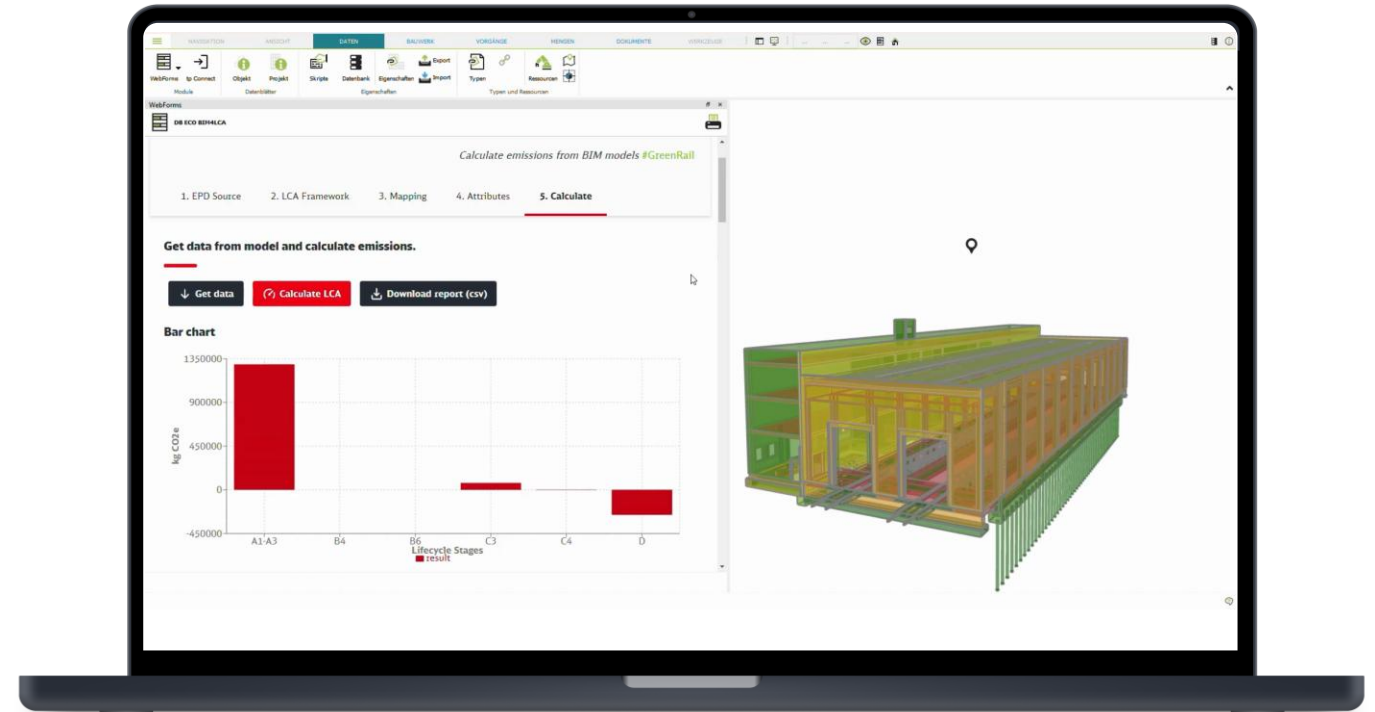 NAVIGATION ANSICHT DATEN BAUWERK VORGÄNGE MENGEN DOKUMENTE WERKZEUGE
WebForms tp Connect Objekt Projekt Skripte Datenbank Eigenschaften Export Import Typen Ressourcen
Module Datenblätter Eigenschaften Typen und Ressourcen
WebForms
DB ECO BIM4LCA
Calculate emissions from BIM models #GreenRail
1. EPD Source 2. LCA Framework 3. Mapping 4. Attributes 5. Calculate
Get data from model and calculate emissions.
Get data Calculate LCA Download report (csv)
Bar chart
1350000
900000
450000
0
-450000
kg CO2e
A1-A3 B4 B6 C3 C4 D
Lifecycle Stages
result